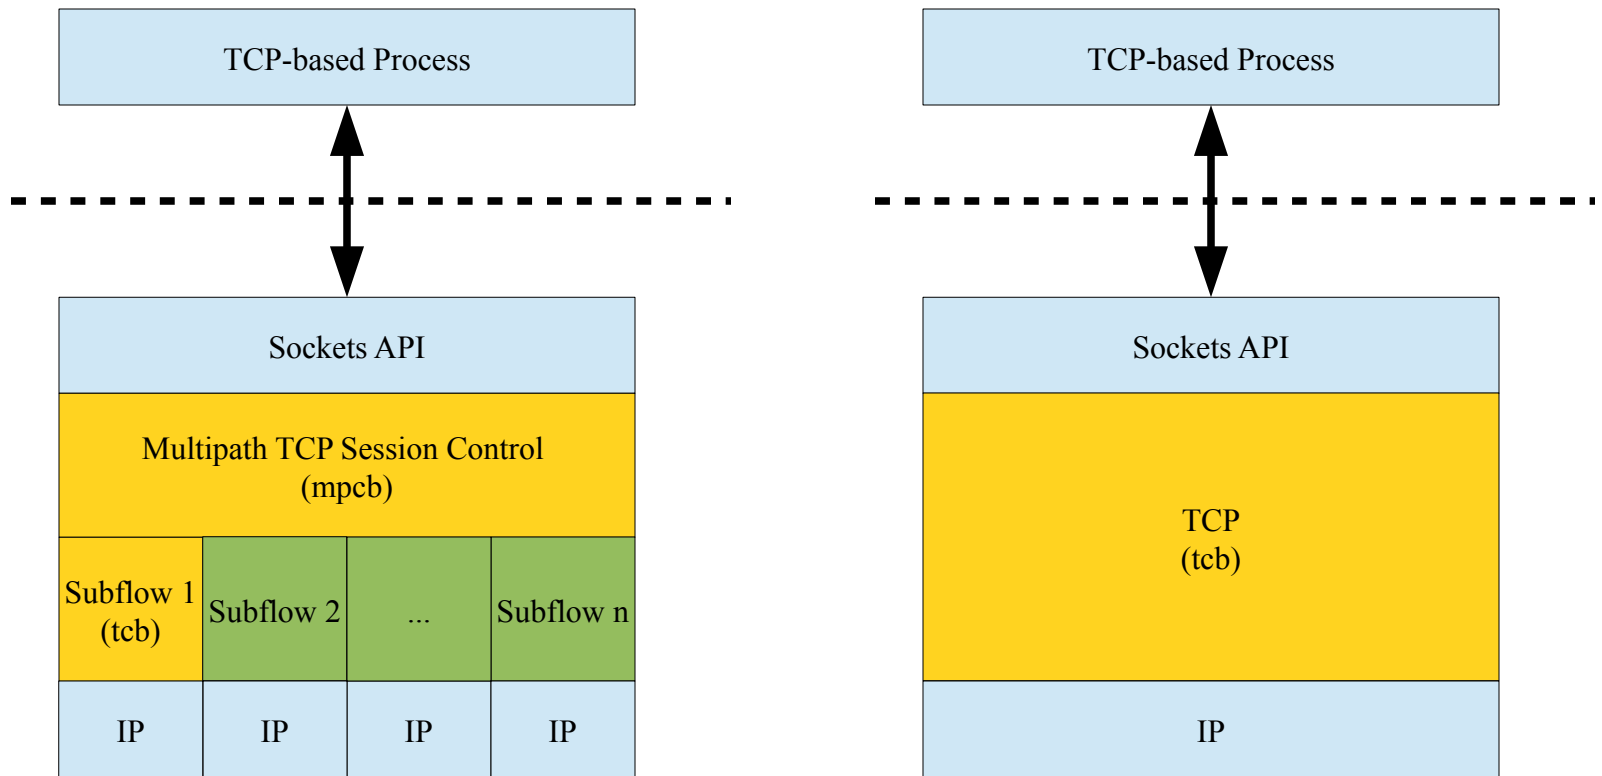 TCP-based Process
Sockets API
Multipath TCP Session Control
(mpcb)
Subflow 1
(tcb)
Subflow 2
...
Subflow n
IP
IP
IP
IP
TCP-based Process
Sockets API
TCP
(tcb)
IP